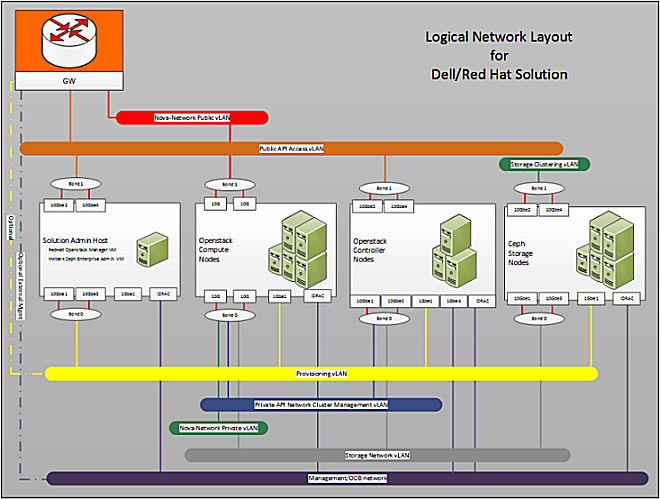 Logical Network Layout
for
Dell/Red Hat Solution
GW
Nova-Network Public vLAN
Public API Access vLAN
Storage Clustering vLAN
Bond 1
Bond 1
Bond 1
Bond 1
10Gbe2
10Gbe4
10G
10G
10Gbe2
10Gbe4
10Gbe2
10Gbe4
Solution Admin Host
Redhat Openstack Manager VM
Inktank Ceph Enterprise Admin VM
Openstack
Compute
Nodes
Openstack
Controller
Nodes
Ceph
Storage
Nodes
10Gbe1
10Gbe3
1Gbe1
iDRAC
10G
10G
1Gbe1
iDRAC
10Gbe1
10Gbe3
1Gbe1
1Gbe4
iDRAC
10Gbe1
10Gbe3
1Gbe1
iDRAC
Bond 0
Bond 0
Bond 0
Bond 0
Optional
Optional External Mgmt
Provisioning vLAN
Private API Network Cluster Management vLAN
Nova-Network Private vLAN
Storage Network vLAN
Management/OOB network